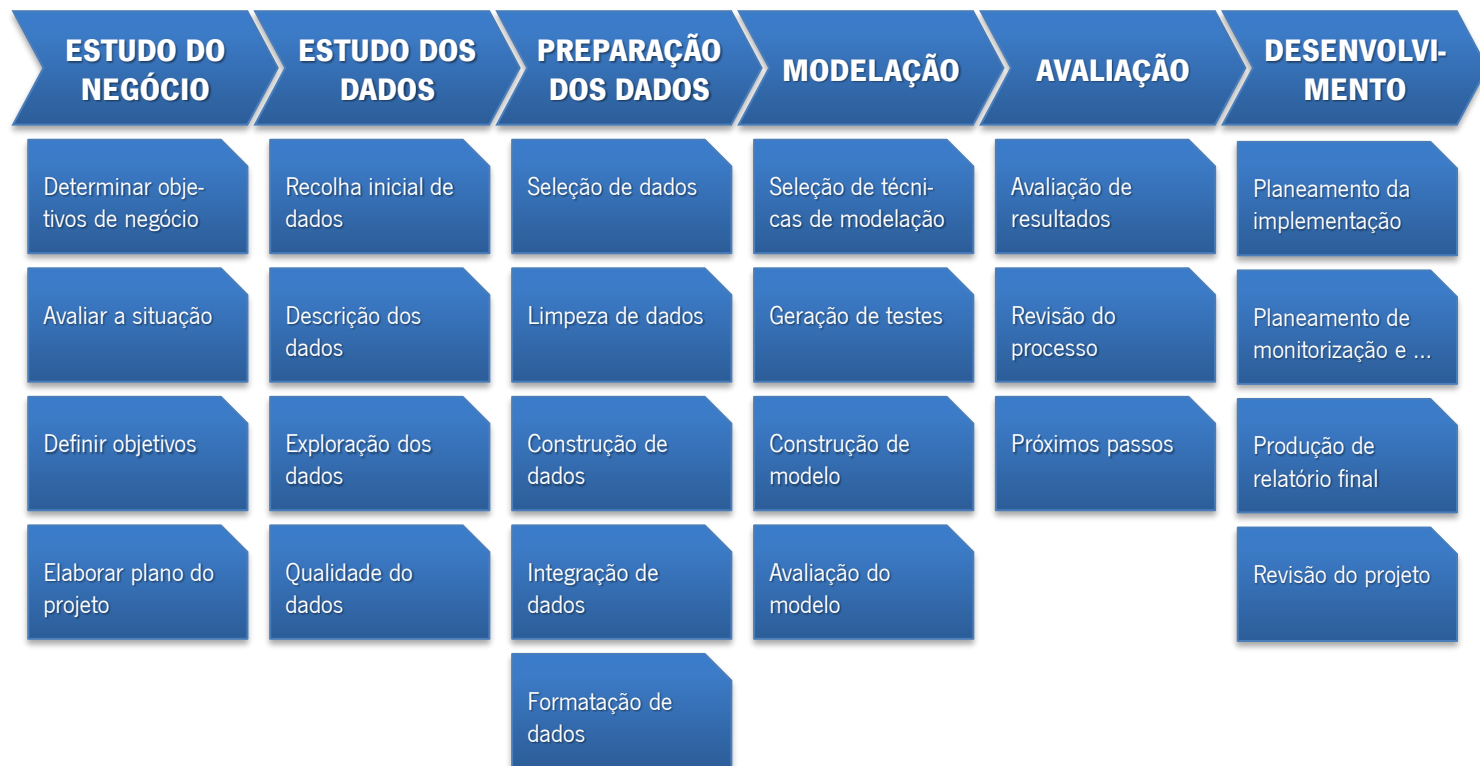 ESTUDO DO
NEGÓCIO
Determinar obje-
tivos de negócio
Avaliar a situação
Definir objetivos
Elaborar plano do
projeto
ESTUDO DOS
DADOS
Recolha inicial de
dados
Descrição dos
dados
Exploração dos
dados
Qualidade do
dados
PREPARAÇÃO
DOS DADOS
Seleção de dados
Limpeza de dados
Construção de
dados
Integração de
dados
Formatação de
dados
MODELAÇÃO
Seleção de técni-
cas de modelação
Geração de testes
Construção de
modelo
Avaliação do
modelo
AVALIAÇÃO
Avaliação de
resultados
Revisão do
processo
Próximos passos
DESENVOLVI-
MENTO
Planeamento da
implementação
Planeamento de
monitorização e ...
Produção de
relatório final
Revisão do projeto